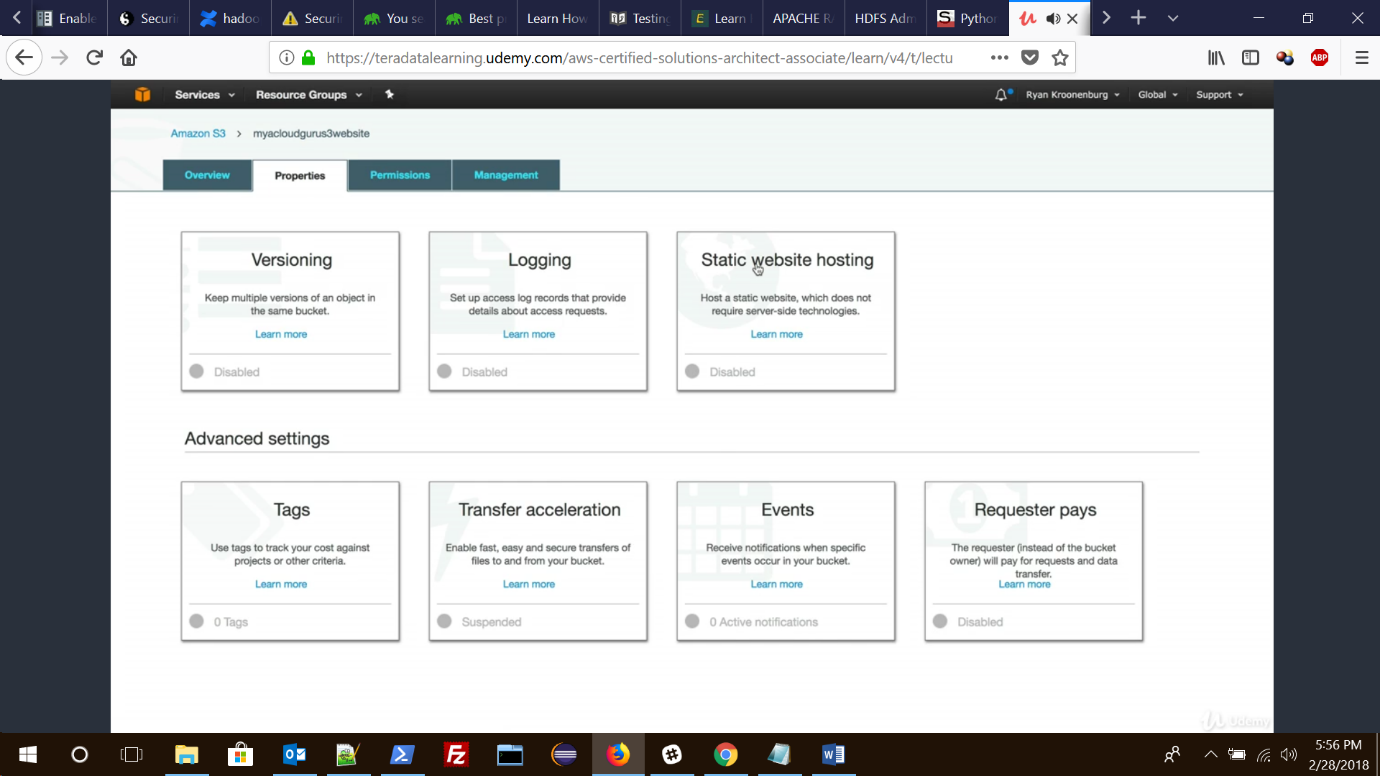 Enable
Securi
hadoo
Securi
You se
Best p
Learn How
Testing
Learn
APACHE RA
HDFS Adm
Python
https://teradatalearning.udemy.com/aws-certified-solutions-architect-associate/learn/v4/t/lectu
ABP
Services
Resource Groups
Ryan Kroonenburg
Global
Support
Amazon S3 > myacloudgurus3website
Overview
Properties
Permissions
Management
Versioning
Keep multiple versions of an object in
the same bucket.
Learn more
Disabled
Logging
Set up access log records that provide
details about access requests.
Learn more
Disabled
Static website hosting
Host a static website, which does not
require server-side technologies.
Learn more
Disabled
Advanced settings
Tags
Use tags to track your cost against
projects or other criteria.
Learn more
0 Tags
Transfer acceleration
Enable fast, easy and secure transfers of
files to and from your bucket.
Learn more
Suspended
Events
Receive notifications when specific
events occur in your bucket.
Learn more
0 Active notifications
Requester pays
The requester (instead of the bucket
owner) will pay for requests and data
transfer.
Learn more
Disabled
Udemy
5:56 PM
2/28/2018